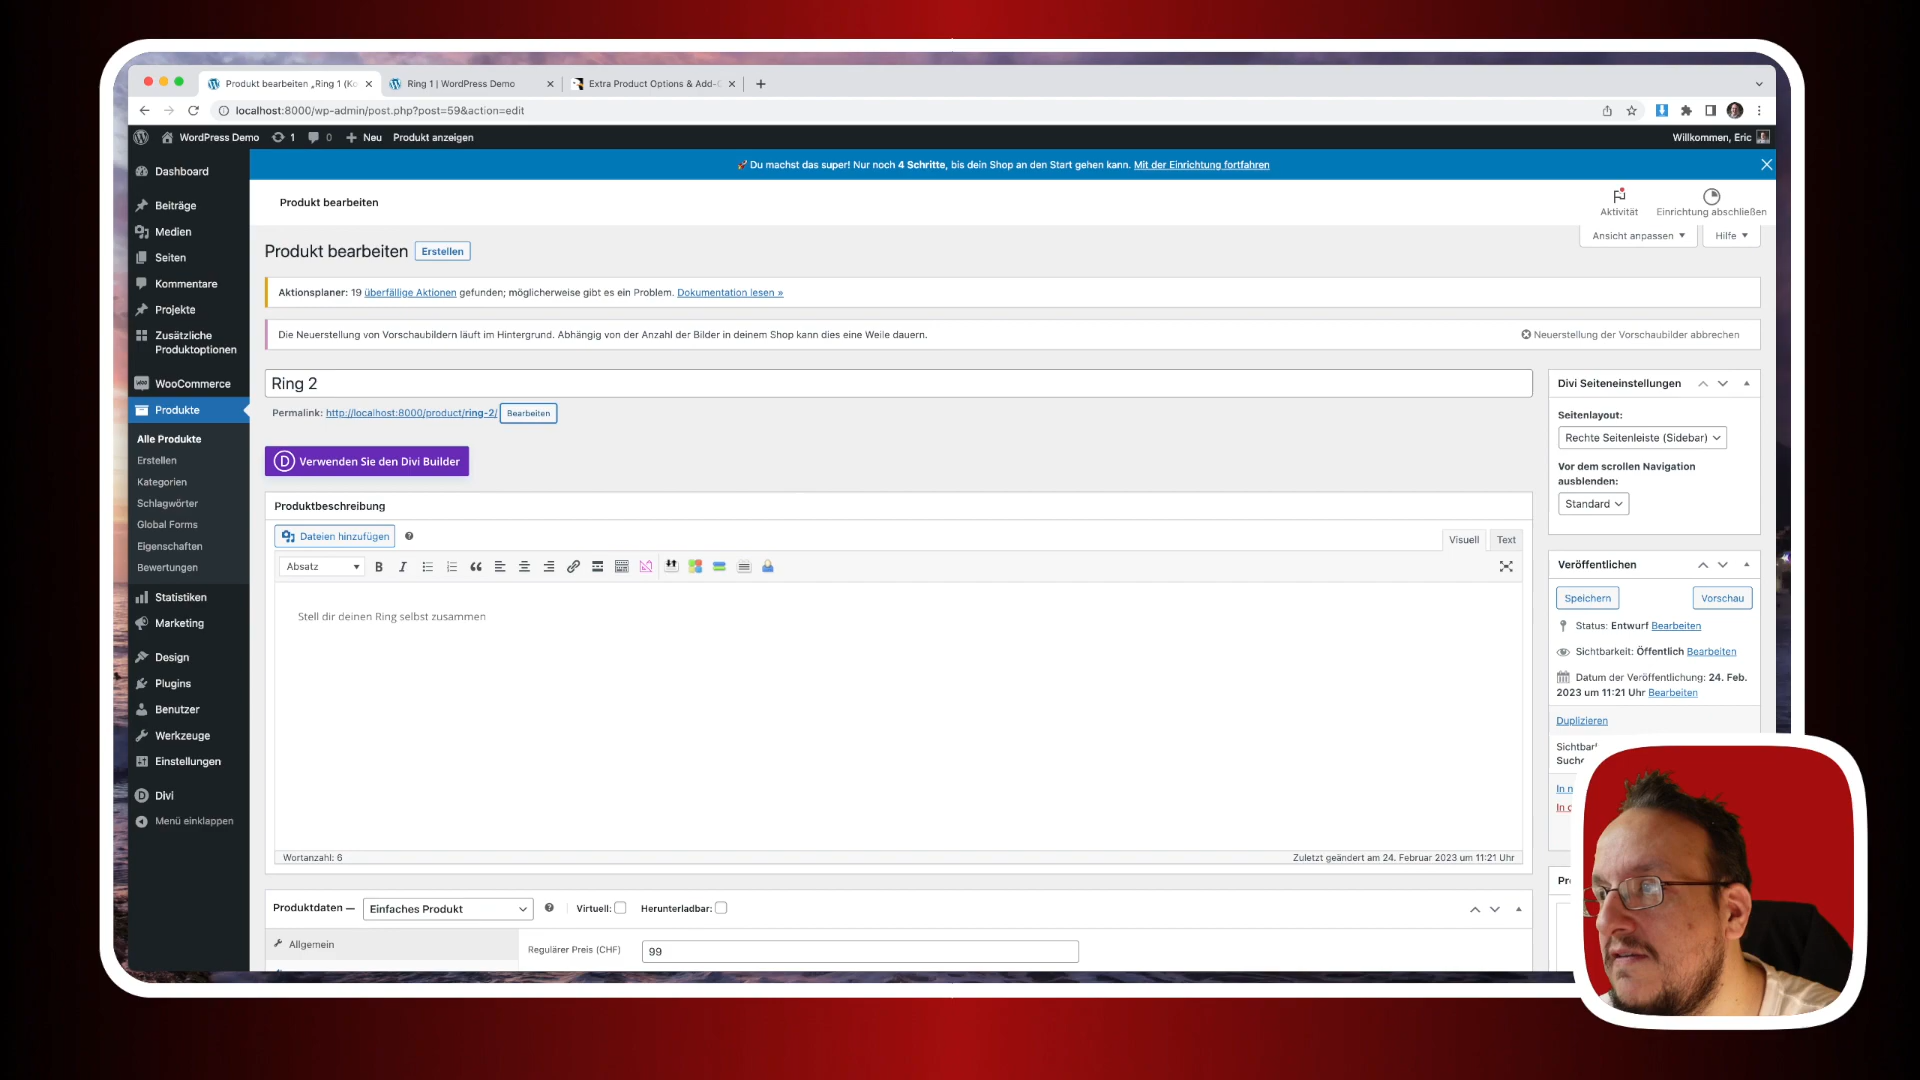 Produkt bearbeiten „Ring 1 (Ko
Ring 1 | WordPress Demo
Extra Product Options & Add-
localhost:8000/wp-admin/post.php?post=59&action=edit
WordPress Demo
1
0
Neu
Produkt anzeigen
Willkommen, Eric
Dashboard
Beiträge
Medien
Seiten
Kommentare
Projekte
Zusätzliche
Produktoptionen
WooCommerce
Produkte
Alle Produkte
Erstellen
Kategorien
Schlagwörter
Global Forms
Eigenschaften
Bewertungen
Statistiken
Marketing
Design
Plugins
Benutzer
Werkzeuge
Einstellungen
Divi
Menü einklappen
🚀 Du machst das super! Nur noch 4 Schritte, bis dein Shop an den Start gehen kann. Mit der Einrichtung fortfahren
Produkt bearbeiten
Aktivität
Einrichtung abschließen
Ansicht anpassen
Hilfe
Produkt bearbeiten
Erstellen
Aktionsplaner: 19 überfällige Aktionen gefunden; möglicherweise gibt es ein Problem. Dokumentation lesen »
Die Neuerstellung von Vorschaubildern läuft im Hintergrund. Abhängig von der Anzahl der Bilder in deinem Shop kann dies eine Weile dauern.
Neuerstellung der Vorschaubilder abbrechen
Ring 2
Permalink: http://localhost:8000/product/ring-2/
Bearbeiten
D Verwenden Sie den Divi Builder
Produktbeschreibung
Dateien hinzufügen
Visuell
Text
Absatz
Stell dir deinen Ring selbst zusammen
Wortanzahl: 6
Zuletzt geändert am 24. Februar 2023 um 11:21 Uhr
Produktdaten —
Einfaches Produkt
Virtuell:
Herunterladbar:
Allgemein
Regulärer Preis (CHF)
99
Divi Seiteneinstellungen
Seitenlayout:
Rechte Seitenleiste (Sidebar)
Vor dem scrollen Navigation
ausblenden:
Standard
Veröffentlichen
Speichern
Vorschau
Status: Entwurf Bearbeiten
Sichtbarkeit: Öffentlich Bearbeiten
Datum der Veröffentlichung: 24. Feb.
2023 um 11:21 Uhr Bearbeiten
Duplizieren